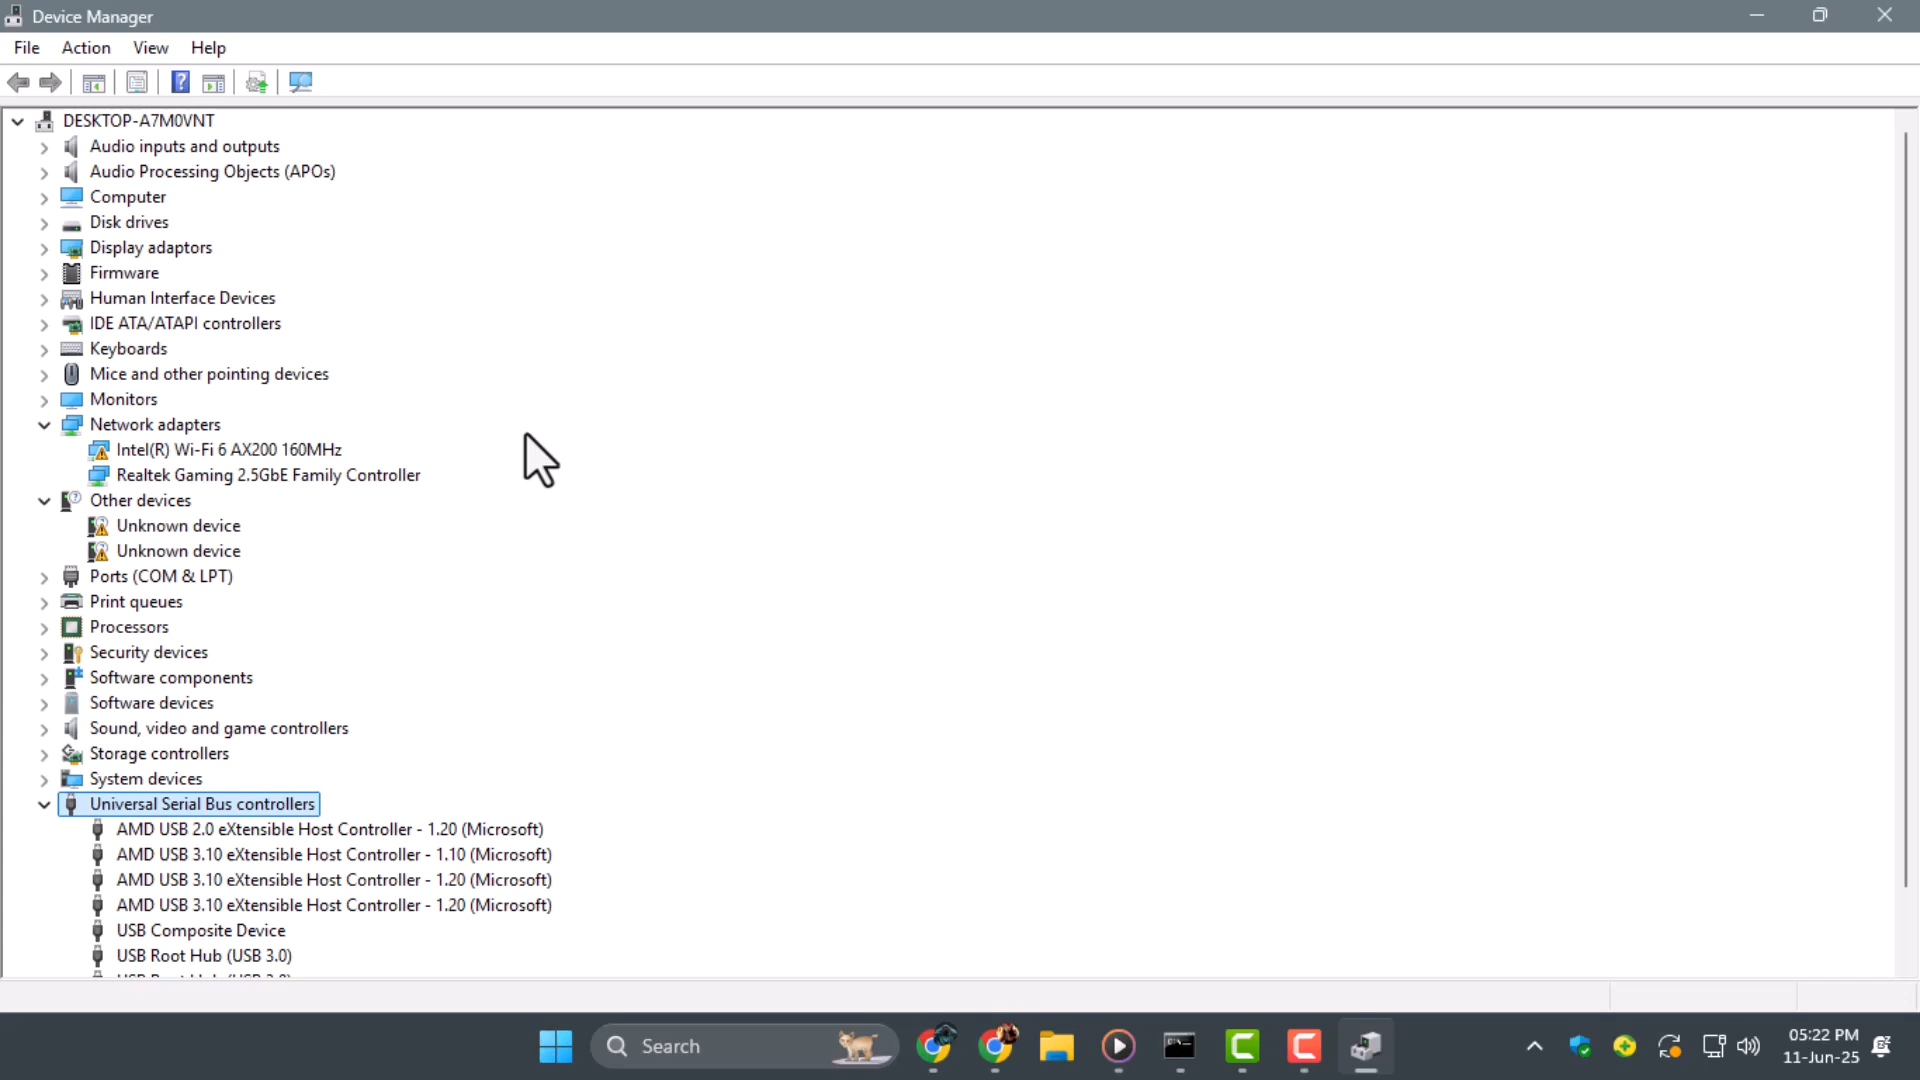 Device Manager
File Action View Help
DESKTOP-A7M0VNT
Audio inputs and outputs
Audio Processing Objects (APOs)
Computer
Disk drives
Display adaptors
Firmware
Human Interface Devices
IDE ATA/ATAPI controllers
Keyboards
Mice and other pointing devices
Monitors
Network adapters
Intel(R) Wi-Fi 6 AX200 160MHz
Realtek Gaming 2.5GbE Family Controller
Other devices
Unknown device
Unknown device
Ports (COM & LPT)
Print queues
Processors
Security devices
Software components
Software devices
Sound, video and game controllers
Storage controllers
System devices
Universal Serial Bus controllers
AMD USB 2.0 eXtensible Host Controller - 1.20 (Microsoft)
AMD USB 3.10 eXtensible Host Controller - 1.10 (Microsoft)
AMD USB 3.10 eXtensible Host Controller - 1.20 (Microsoft)
AMD USB 3.10 eXtensible Host Controller - 1.20 (Microsoft)
USB Composite Device
USB Root Hub (USB 3.0)
Search
05:22 PM
11-Jun-25